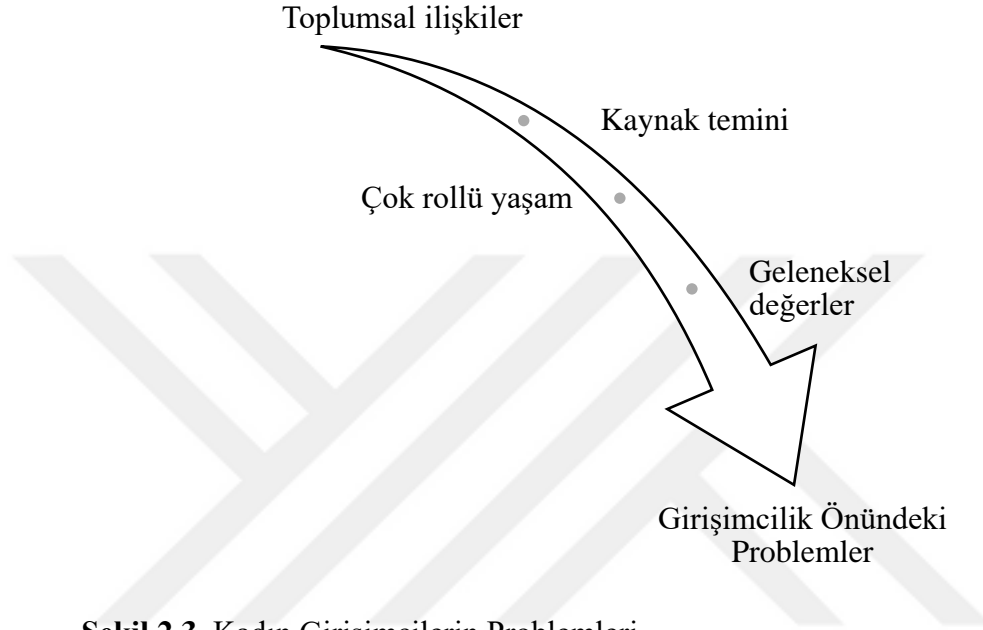 Toplumsal ilişkiler
Kaynak temini
Çok rollü yaşam
Geleneksel
değerler
Girişimcilik Önündeki
Problemler
Şekil 2.3. Kadın Girişimcilerin Problemleri